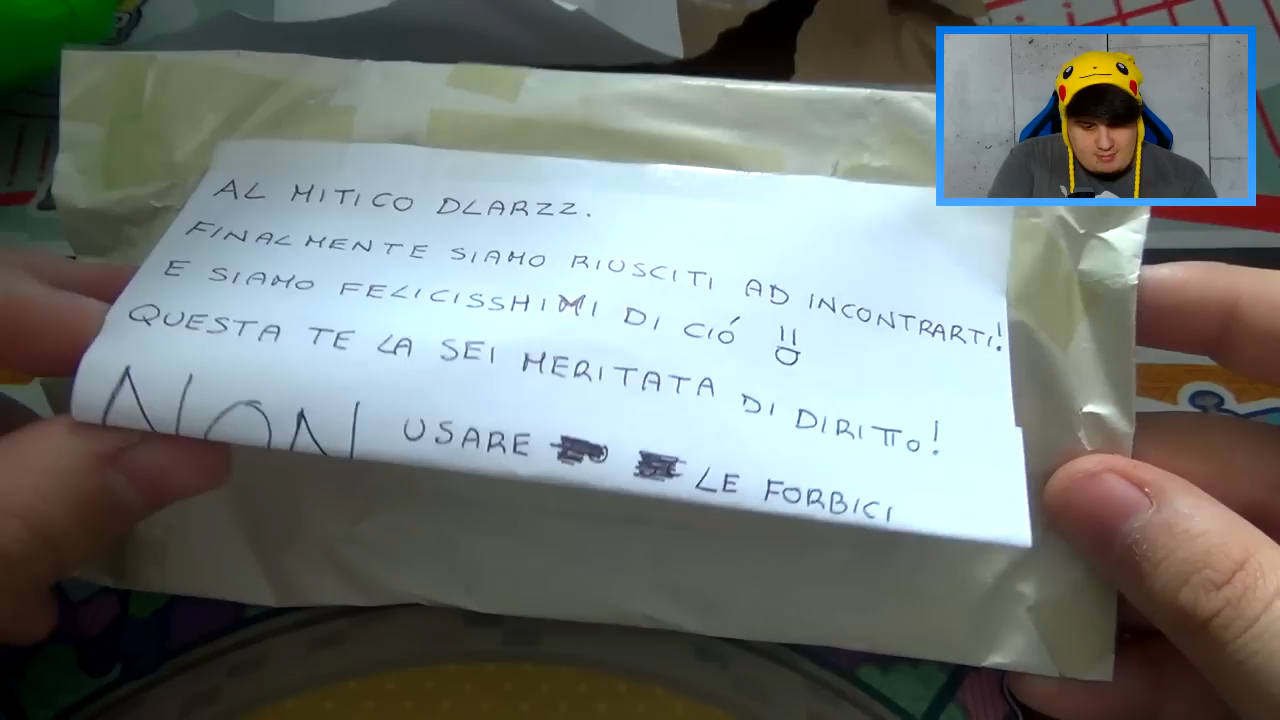 AL MITICO DLARZZ.
FINALMENTE SIAMO RIUSCITI AD INCONTRARTI!
E SIAMO FELICISSHIMI DI CIÓ =D
QUESTA TE LA SEI MERITATA DI DIRITTO!
NON USARE LE FORBICI